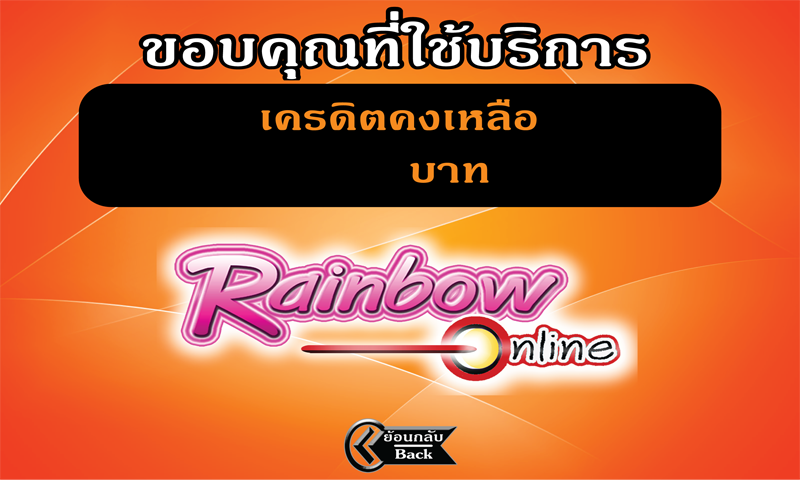 ขอบคุณที่ใช้บริการ
เครดิตคงเหลือ
บาท
Rainbow
Online
ย้อนกลับ
Back